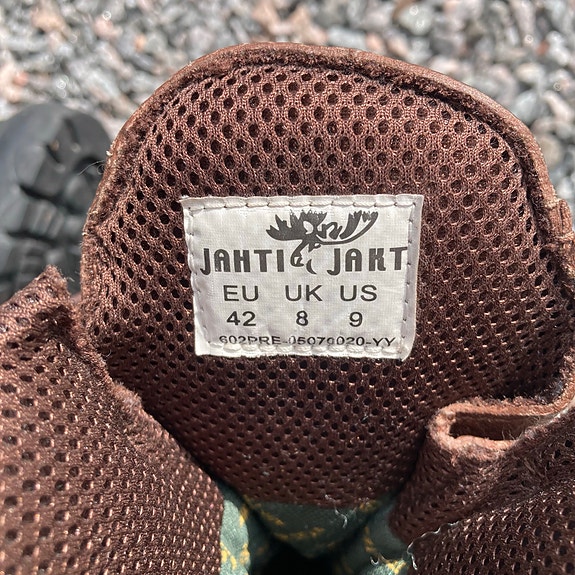 JAHTI JAKT
EU UK US
42 8 9
602PRE-05070020-YY